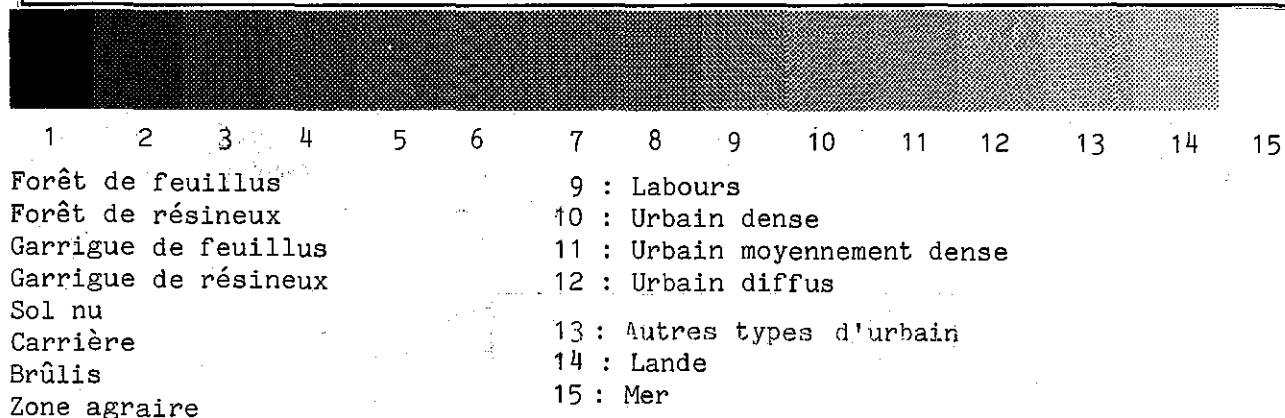 1 2 3 4 5 6 7 8 9 10 11 12 13 14 15
Forêt de feuillus
Forêt de résineux
Garrigue de feuillus
Garrigue de résineux
Sol nu
Carrière
Brûlis
Zone agraire
9 : Labours
10 : Urbain dense
11 : Urbain moyennement dense
12 : Urbain diffus
13 : Autres types d'urbain
14 : Lande
15 : Mer